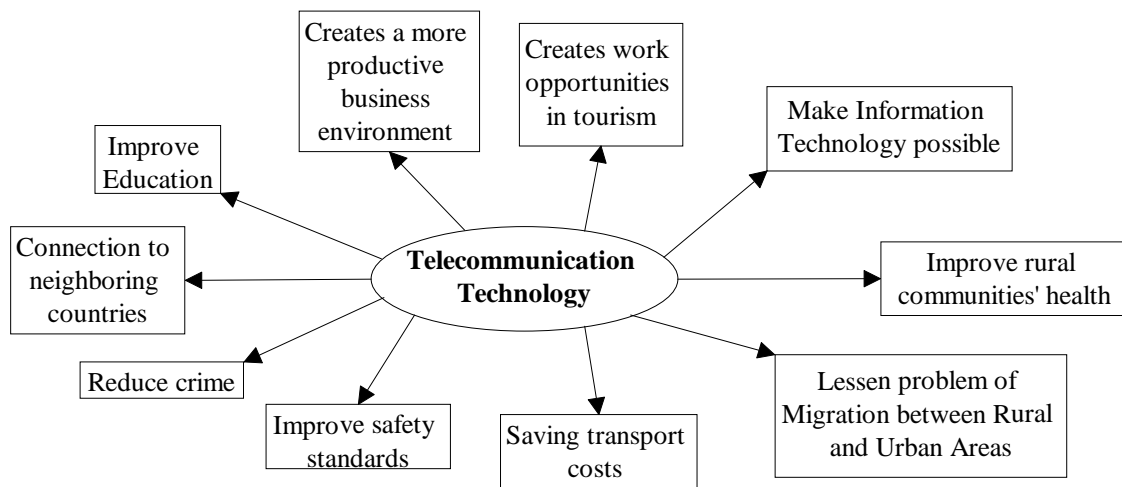 Creates a more
productive
business
environment
Creates work
opportunities
in tourism
Make Information
Technology possible
Improve
Education
Connection to
neighboring
countries
Telecommunication
Technology
Improve rural
communities' health
Reduce crime
Improve safety
standards
Saving transport
costs
Lessen problem of
Migration between Rural
and Urban Areas